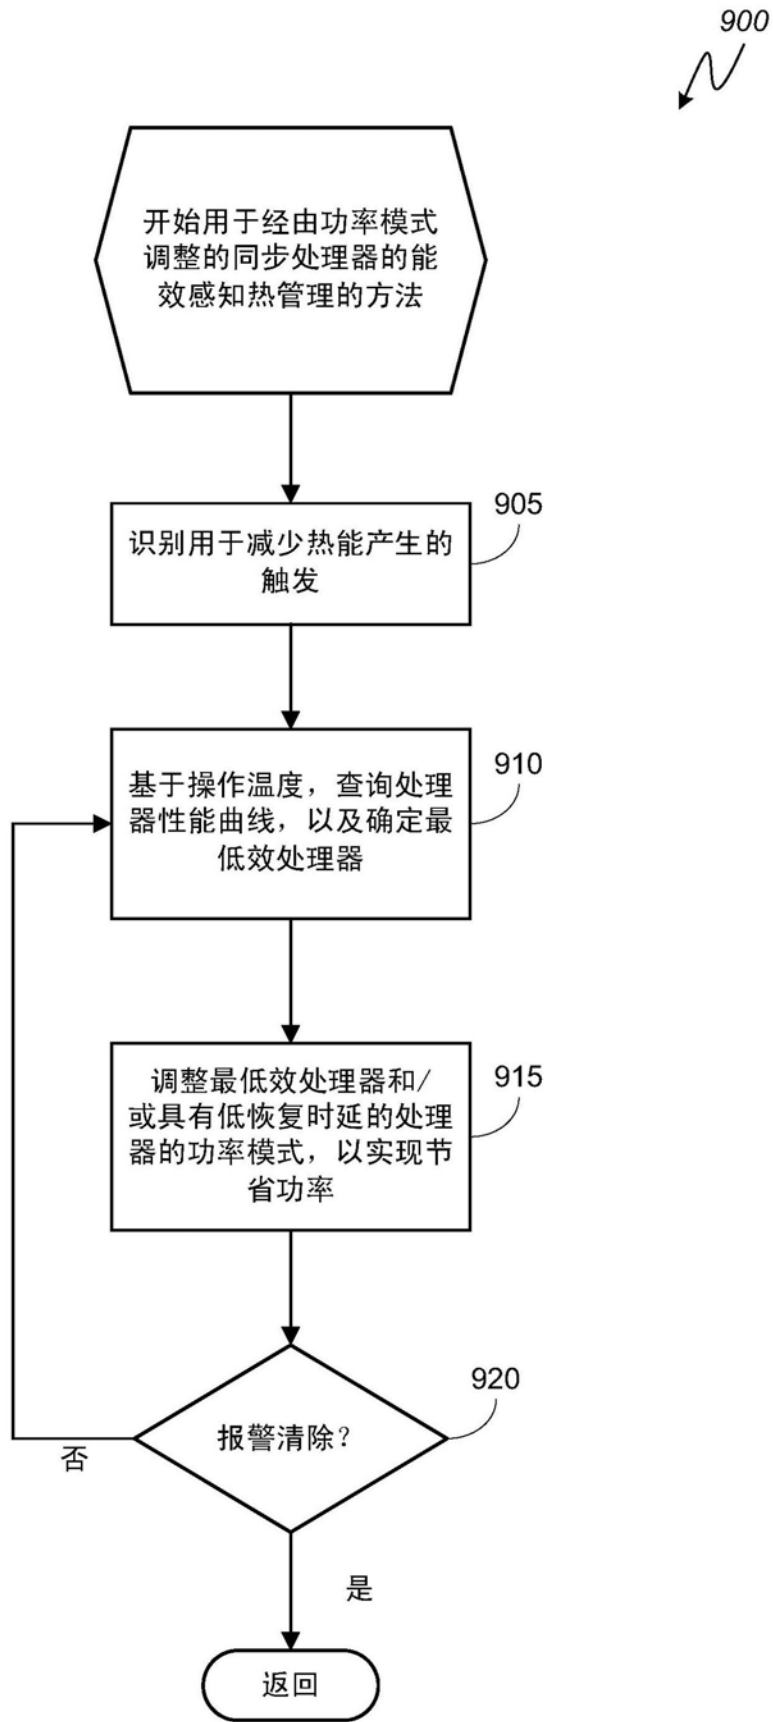 900
开始用于经由功率模式
调整的同步处理器的能
效感知热管理的方法
905
识别用于减少热能产生的
触发
910
基于操作温度，查询处理
器性能曲线，以及确定最
低效处理器
915
调整最低效处理器和/
或具有低恢复时延的处理
器的功率模式，以实现节
省功率
920
报警清除？
否
是
返回